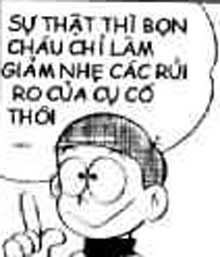 SỰ THẬT THÌ BỌN
CHÁU CHỈ LÀM
GIẢM NHẸ CÁC RỦI
RO CỦA CỤ CỐ
THÔI
...